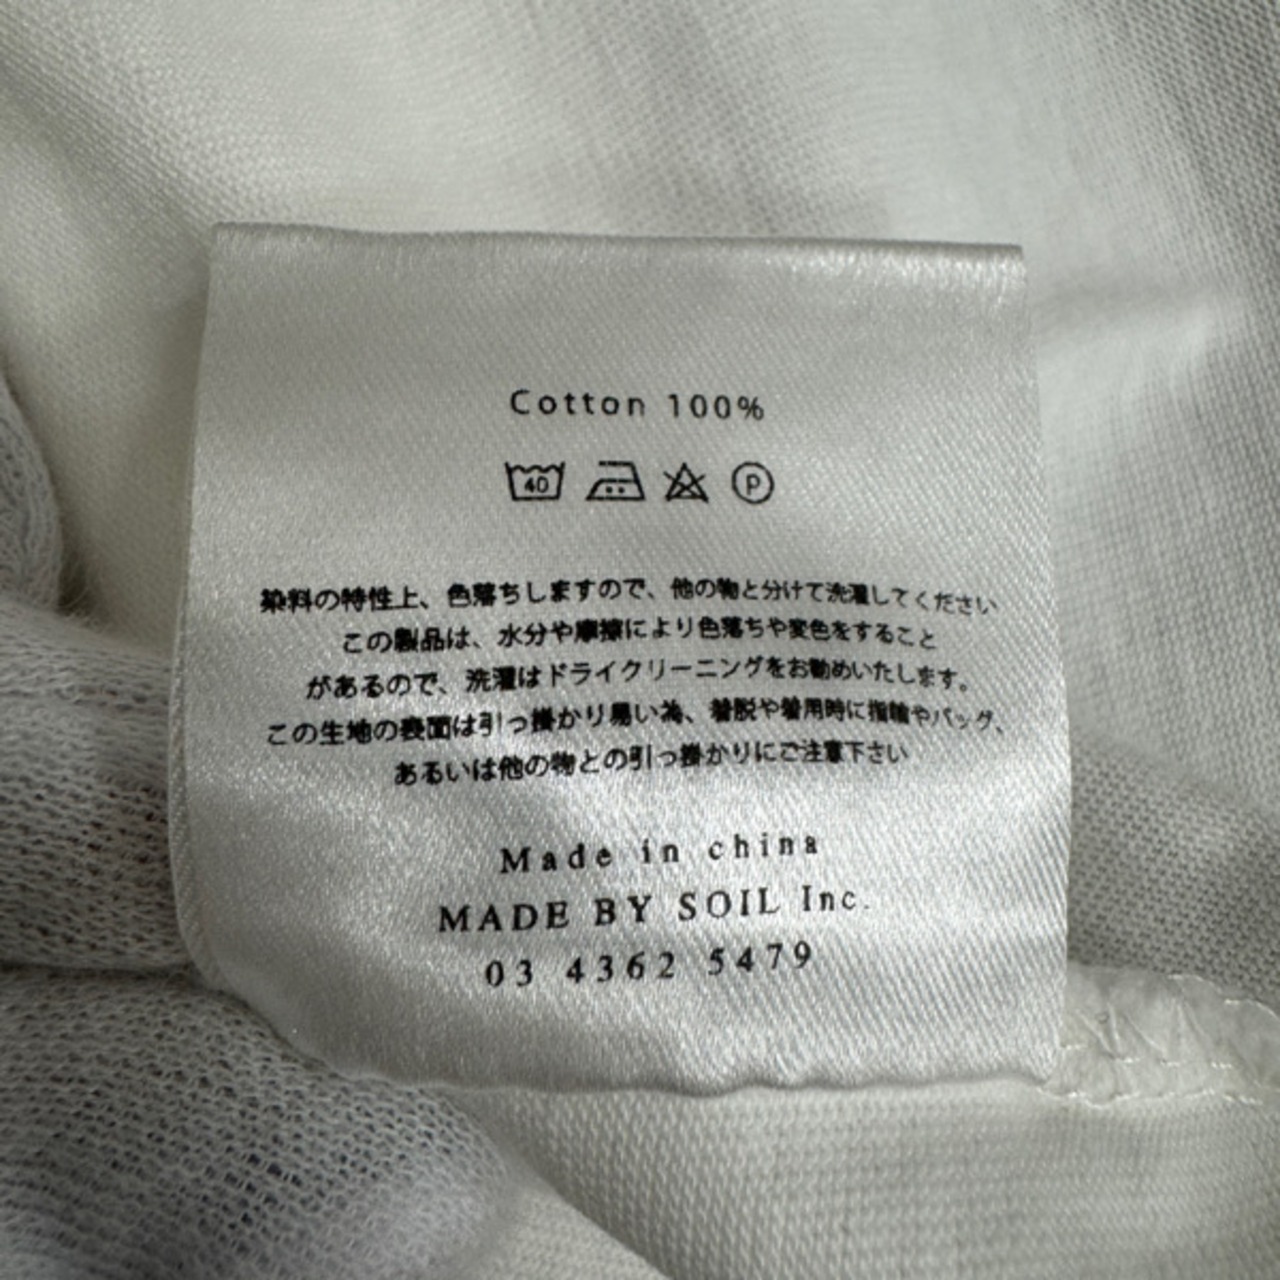 Cotton 100%
40 P
染料の特性上、色落ちしますので、他の物と分けて洗濯してください
この製品は、水分や摩擦により色落ちや変色をすること
があるので、洗濯はドライクリーニングをお勧めいたします。
この生地の表面は引っ掛かり易い為、着脱や着用時に指輪やバッグ、
あるいは他の物との引っ掛かりにご注意下さい
Made in china
MADE BY SOIL Inc.
03 4362 5479